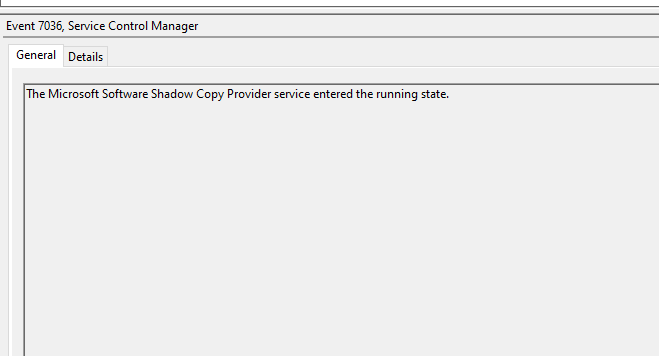 Event 7036, Service Control Manager
General Details
The Microsoft Software Shadow Copy Provider service entered the running state.